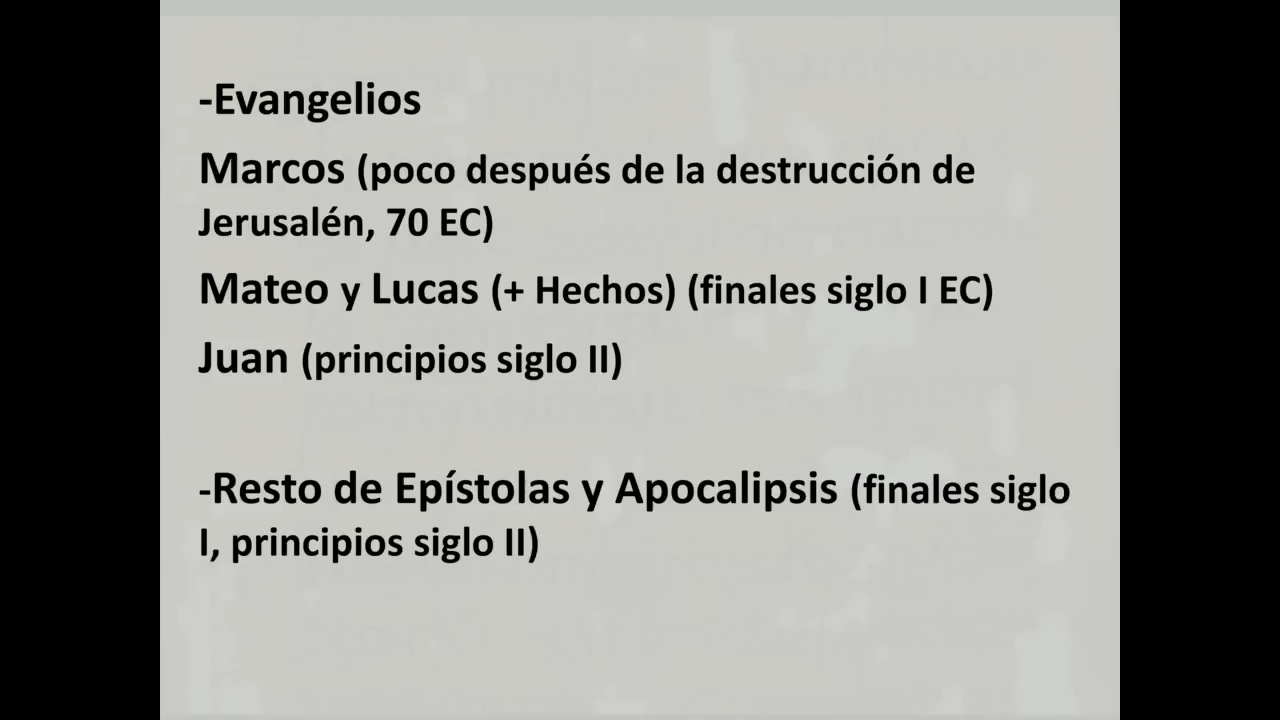 -Evangelios
Marcos (poco después de la destrucción de
Jerusalén, 70 EC)
Mateo y Lucas (+ Hechos) (finales siglo I EC)
Juan (principios siglo II)
-Resto de Epístolas y Apocalipsis (finales siglo
I, principios siglo II)